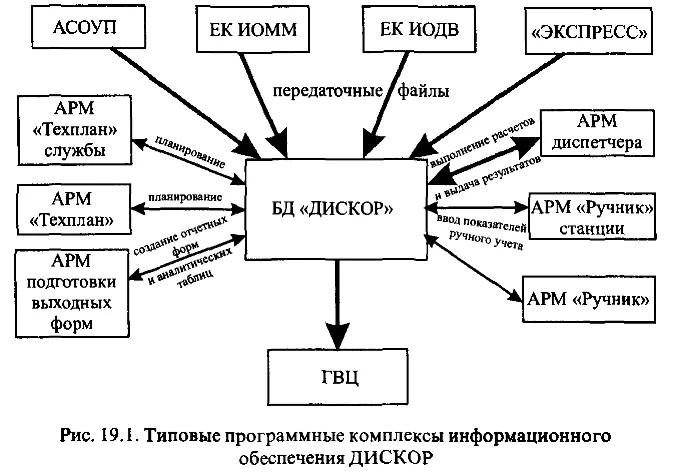 АСОУП
ЕК ИОММ
ЕК ИОДВ
«ЭКСПРЕСС»
передаточные файлы
АРМ
«Техплан»
службы
планирование
АРМ
«Техплан»
планирование
АРМ
подготовки
выходных
форм
создание отчетных
форм
и аналитических
таблиц
БД «ДИСКОР»
выполнение расчетов
и выдача результатов
АРМ
диспетчера
ввод показателей
ручного учета
АРМ «Ручник»
станции
АРМ «Ручник»
ГВЦ
Рис. 19.1. Типовые программные комплексы информационного
обеспечения ДИСКОР